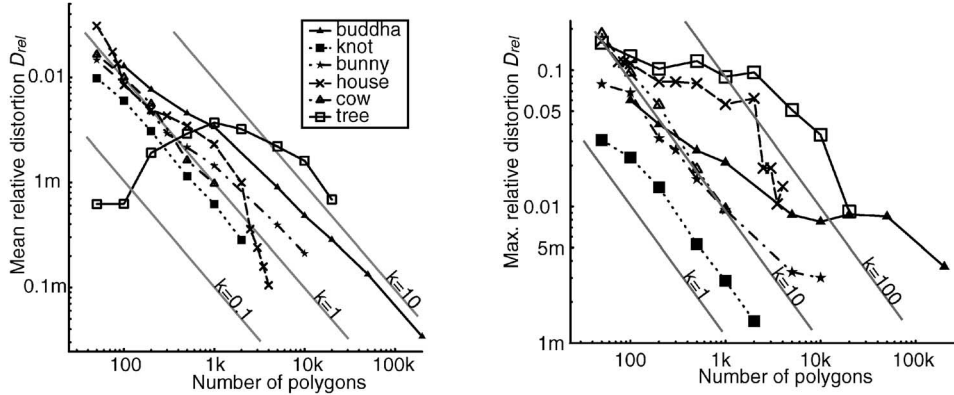 Mean relative distortion D_rel
0.01
1m
0.1m
buddha
knot
bunny
house
cow
tree
k=0.1
k=1
k=10
100
1k
10k
100k
Number of polygons
Max. relative distortion D_rel
0.1
0.05
0.01
5m
1m
k=1
k=10
k=100
100
1k
10k
100k
Number of polygons